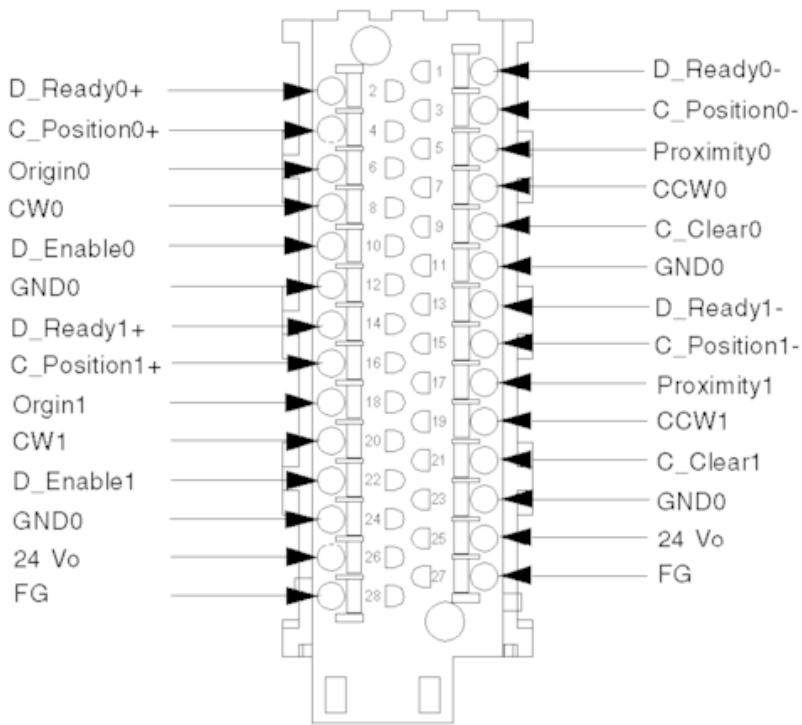 D_Ready0+ 2 1 D_Ready0-
C_Position0+ 4 3 C_Position0-
Origin0 6 5 Proximity0
CW0 8 7 CCW0
D_Enable0 10 9 C_Clear0
GND0 12 11 GND0
D_Ready1+ 14 13 D_Ready1-
C_Position1+ 16 15 C_Position1-
Orgin1 18 17 Proximity1
CW1 20 19 CCW1
D_Enable1 22 21 C_Clear1
GND0 24 23 GND0
24 Vo 26 25 24 Vo
FG 28 27 FG